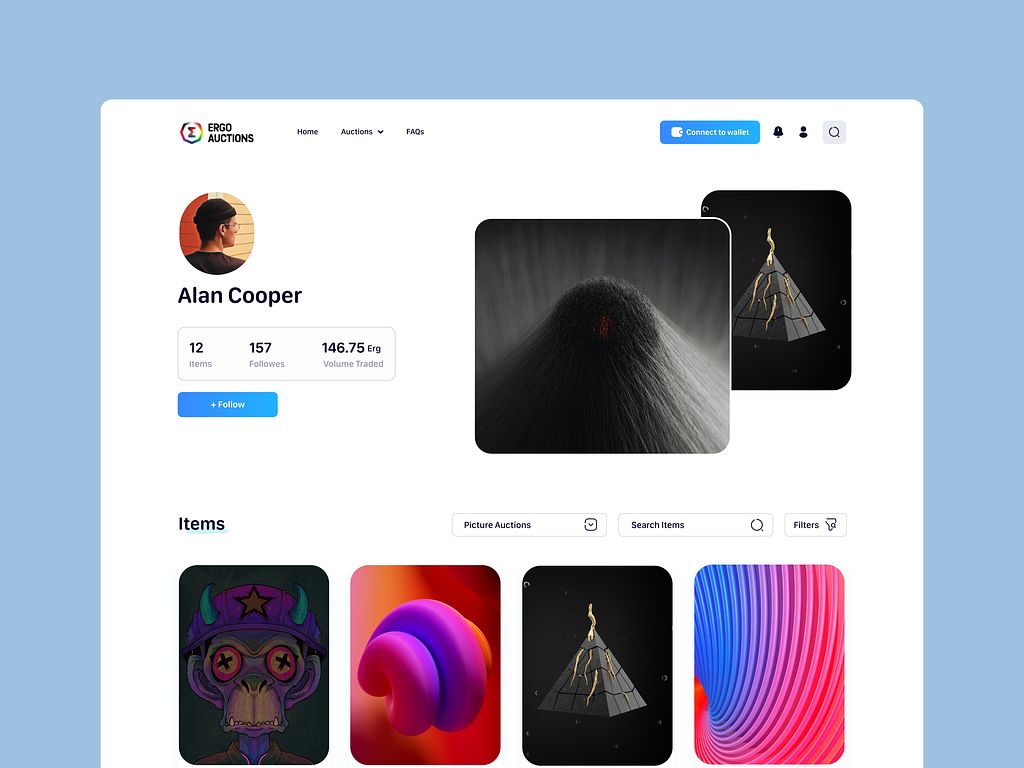 ERGO
AUCTIONS
Home
Auctions
FAQs
Connect to wallet
Alan Cooper
12
Items
157
Followes
146.75 Erg
Volume Traded
+ Follow
Items
Picture Auctions
Search Items
Filters